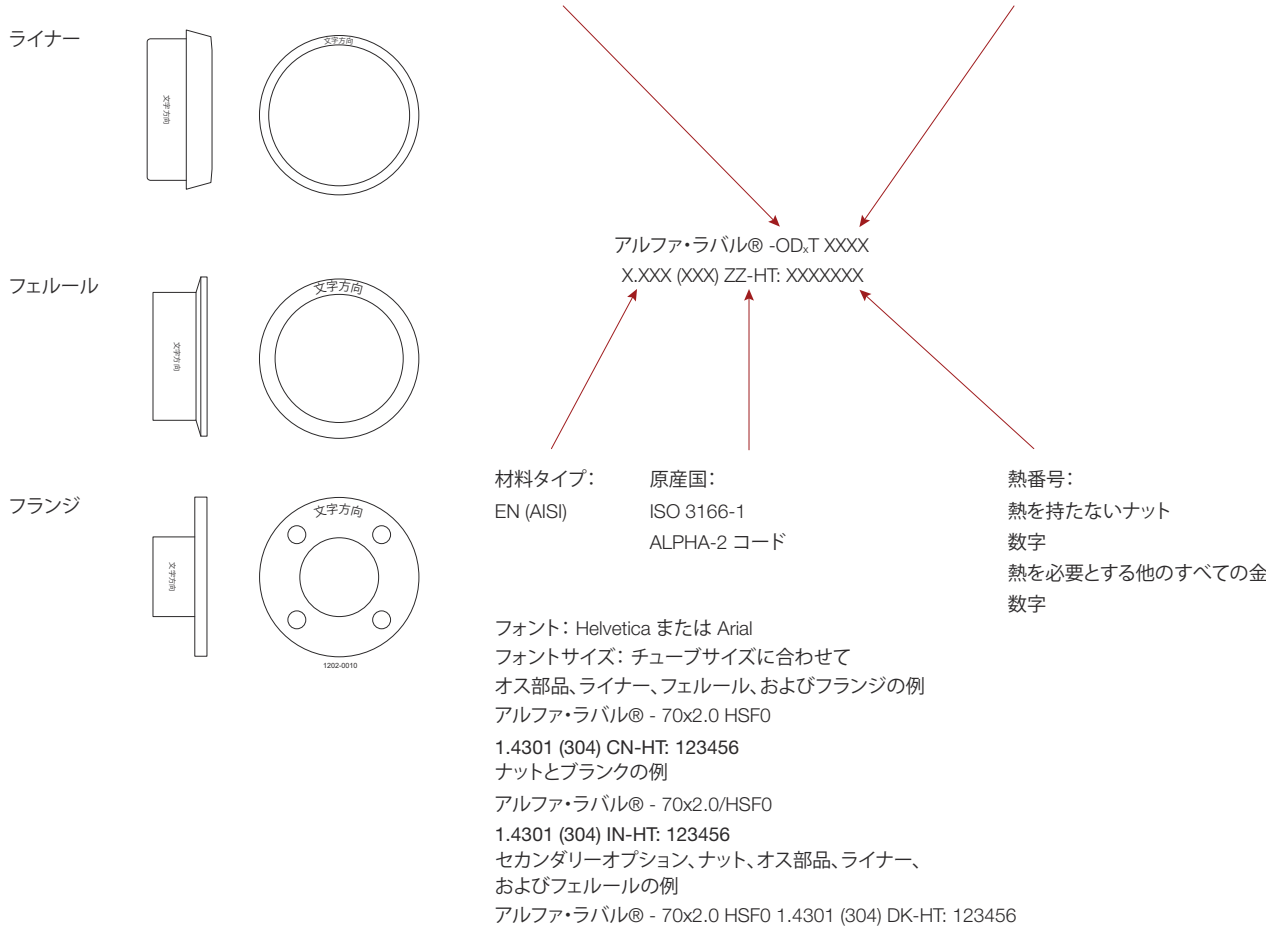 ライナー
文字方向
文字方向
アルファ・ラバル® -ODxT XXXX
X.XXX (XXX) ZZ-HT: XXXXXXX
フェルール
文字方向
文字方向
材料タイプ：
EN (AISI)
原産国：
ISO 3166-1
ALPHA-2 コード
熱番号：
熱を持たないナット
数字
熱を必要とする他のすべての金
数字
フランジ
文字方向
文字方向
1202-0010
フォント： Helvetica または Arial
フォントサイズ： チューブサイズに合わせて
オス部品、ライナー、フェルール、およびフランジの例
アルファ・ラバル® - 70x2.0 HSF0
1.4301 (304) CN-HT: 123456
ナットとブランクの例
アルファ・ラバル® - 70x2.0/HSF0
1.4301 (304) IN-HT: 123456
セカンダリーオプション、ナット、オス部品、ライナー、
およびフェルールの例
アルファ・ラバル® - 70x2.0 HSF0 1.4301 (304) DK-HT: 123456